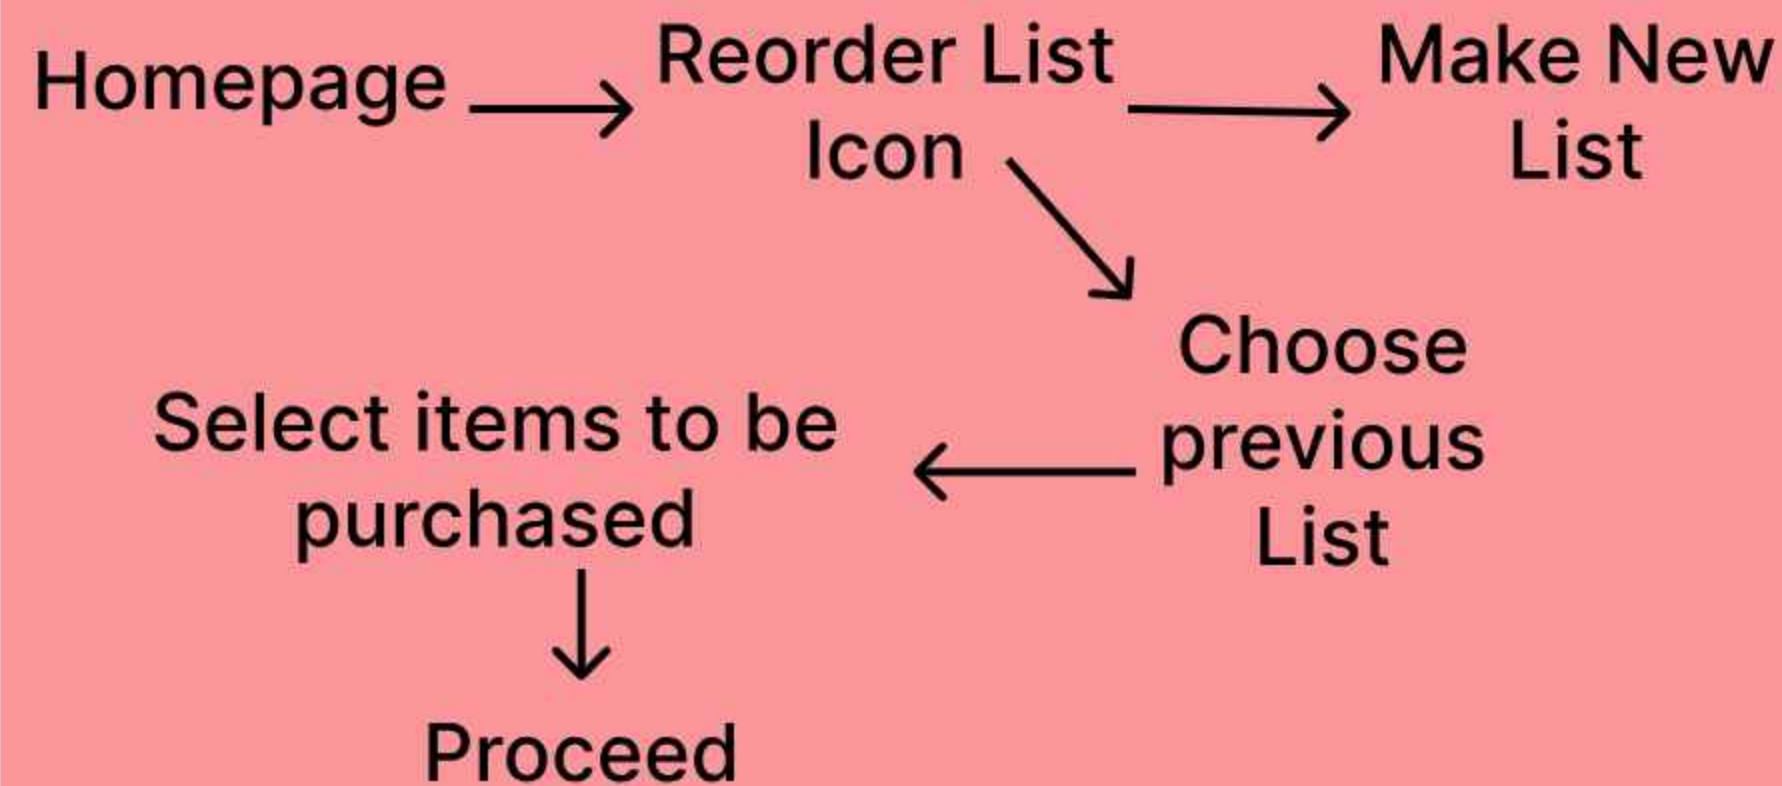 Homepage
Reorder List
Icon
Make New
List
Choose
previous
List
Select items to be
purchased
Proceed